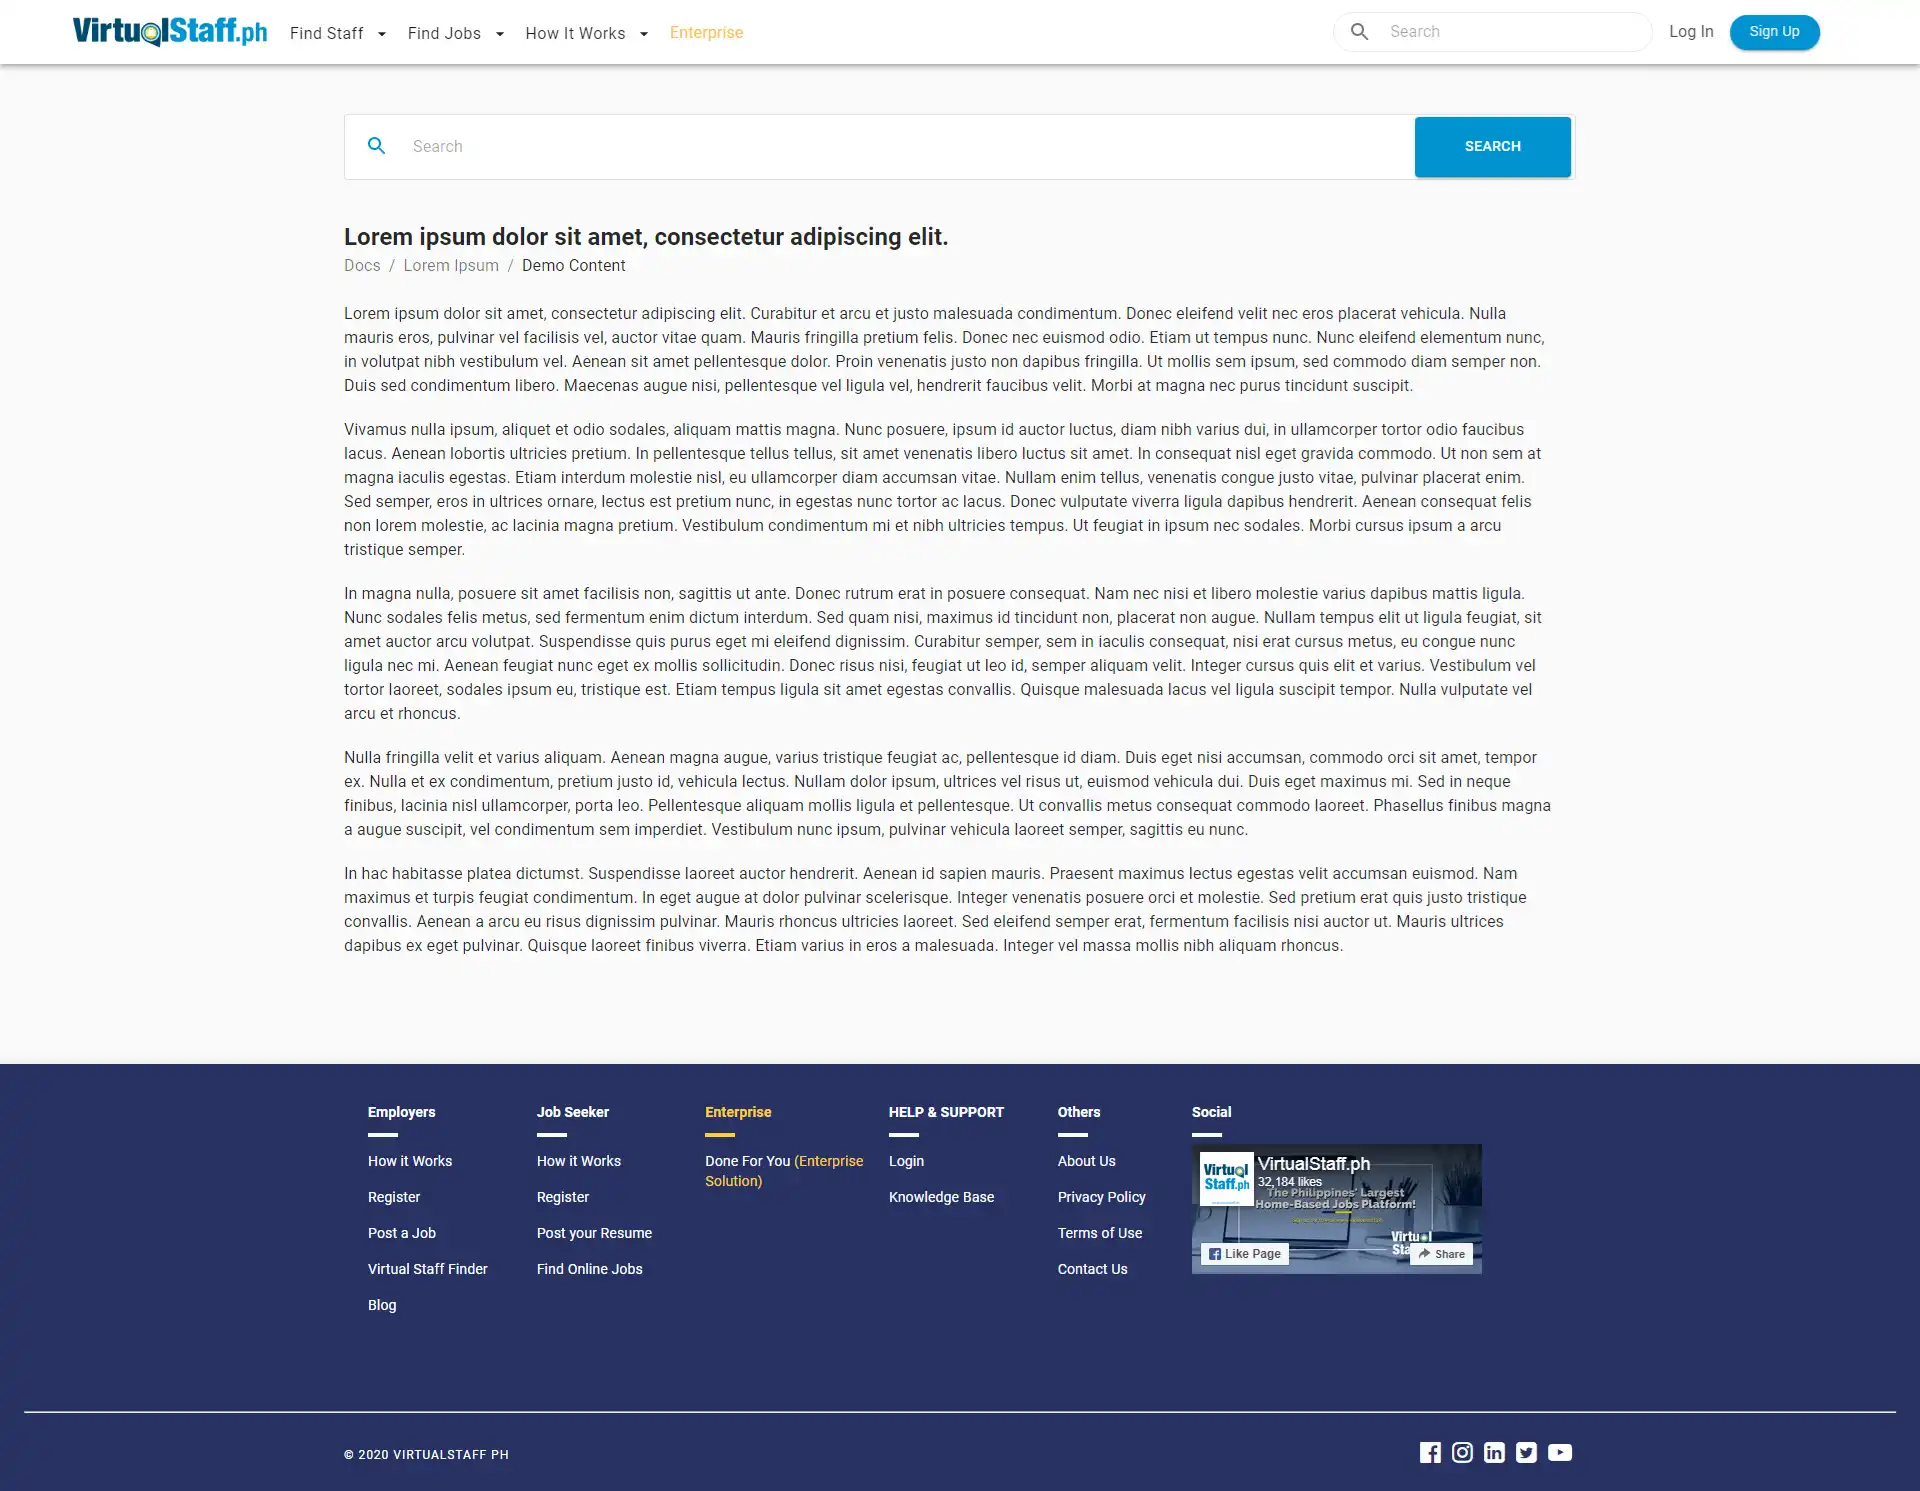 VirtualStaff.ph
Find Staff
Find Jobs
How It Works
Enterprise
Search
Log In
Sign Up
Search
SEARCH
Lorem ipsum dolor sit amet, consectetur adipiscing elit.
Docs / Lorem Ipsum / Demo Content
Lorem ipsum dolor sit amet, consectetur adipiscing elit. Curabitur et arcu et justo malesuada condimentum. Donec eleifend velit nec eros placerat vehicula. Nulla
mauris eros, pulvinar vel facilisis vel, auctor vitae quam. Mauris fringilla pretium felis. Donec nec euismod odio. Etiam ut tempus nunc. Nunc eleifend elementum nunc,
in volutpat nibh vestibulum vel. Aenean sit amet pellentesque dolor. Proin venenatis justo non dapibus fringilla. Ut mollis sem ipsum, sed commodo diam semper non.
Duis sed condimentum libero. Maecenas augue nisi, pellentesque vel ligula vel, hendrerit faucibus velit. Morbi at magna nec purus tincidunt suscipit.
Vivamus nulla ipsum, aliquet et odio sodales, aliquam mattis magna. Nunc posuere, ipsum id auctor luctus, diam nibh varius dui, in ullamcorper tortor odio faucibus
lacus. Aenean lobortis ultricies pretium. In pellentesque tellus tellus, sit amet venenatis libero luctus sit amet. In consequat nisl eget gravida commodo. Ut non sem at
magna iaculis egestas. Etiam interdum molestie nisl, eu ullamcorper diam accumsan vitae. Nullam enim tellus, venenatis congue justo vitae, pulvinar placerat enim.
Sed semper, eros in ultrices ornare, lectus est pretium nunc, in egestas nunc tortor ac lacus. Donec vulputate viverra ligula dapibus hendrerit. Aenean consequat felis
non lorem molestie, ac lacinia magna pretium. Vestibulum condimentum mi et nibh ultricies tempus. Ut feugiat in ipsum nec sodales. Morbi cursus ipsum a arcu
tristique semper.
In magna nulla, posuere sit amet facilisis non, sagittis ut ante. Donec rutrum erat in posuere consequat. Nam nec nisi et libero molestie varius dapibus mattis ligula.
Nunc sodales felis metus, sed fermentum enim dictum interdum. Sed quam nisi, maximus id tincidunt non, placerat non augue. Nullam tempus elit ut ligula feugiat, sit
amet auctor arcu volutpat. Suspendisse quis purus eget mi eleifend dignissim. Curabitur semper, sem in iaculis consequat, nisi erat cursus metus, eu congue nunc
ligula nec mi. Aenean feugiat nunc eget ex mollis sollicitudin. Donec risus nisi, feugiat ut leo id, semper aliquam velit. Integer cursus quis elit et varius. Vestibulum vel
tortor laoreet, sodales ipsum eu, tristique est. Etiam tempus ligula sit amet egestas convallis. Quisque malesuada lacus vel ligula suscipit tempor. Nulla vulputate vel
arcu et rhoncus.
Nulla fringilla velit et varius aliquam. Aenean magna augue, varius tristique feugiat ac, pellentesque id diam. Duis eget nisi accumsan, commodo orci sit amet, tempor
ex. Nulla et ex condimentum, pretium justo id, vehicula lectus. Nullam dolor ipsum, ultrices vel risus ut, euismod vehicula dui. Duis eget maximus mi. Sed in neque
finibus, lacinia nisl ullamcorper, porta leo. Pellentesque aliquam mollis ligula et pellentesque. Ut convallis metus consequat commodo laoreet. Phasellus finibus magna
a augue suscipit, vel condimentum sem imperdiet. Vestibulum nunc ipsum, pulvinar vehicula laoreet semper, sagittis eu nunc.
In hac habitasse platea dictumst. Suspendisse laoreet auctor hendrerit. Aenean id sapien mauris. Praesent maximus lectus egestas velit accumsan euismod. Nam
maximus et turpis feugiat condimentum. In eget augue at dolor pulvinar scelerisque. Integer venenatis posuere orci et molestie. Sed pretium erat quis justo tristique
convallis. Aenean a arcu eu risus dignissim pulvinar. Mauris rhoncus ultricies laoreet. Sed eleifend semper erat, fermentum facilisis nisi auctor ut. Mauris ultrices
dapibus ex eget pulvinar. Quisque laoreet finibus viverra. Etiam varius in eros a malesuada. Integer vel massa mollis nibh aliquam rhoncus.
Employers
How it Works
Register
Post a Job
Virtual Staff Finder
Blog
Job Seeker
How it Works
Register
Post your Resume
Find Online Jobs
Enterprise
Done For You (Enterprise
Solution)
HELP & SUPPORT
Login
Knowledge Base
Others
About Us
Privacy Policy
Terms of Use
Contact Us
Social
Virtual
Staff.ph
VirtualStaff.ph
32,184 likes
The Philippines' Largest
Home-Based Jobs Platform!
Virtual
Like Page
Share
© 2020 VIRTUALSTAFF PH